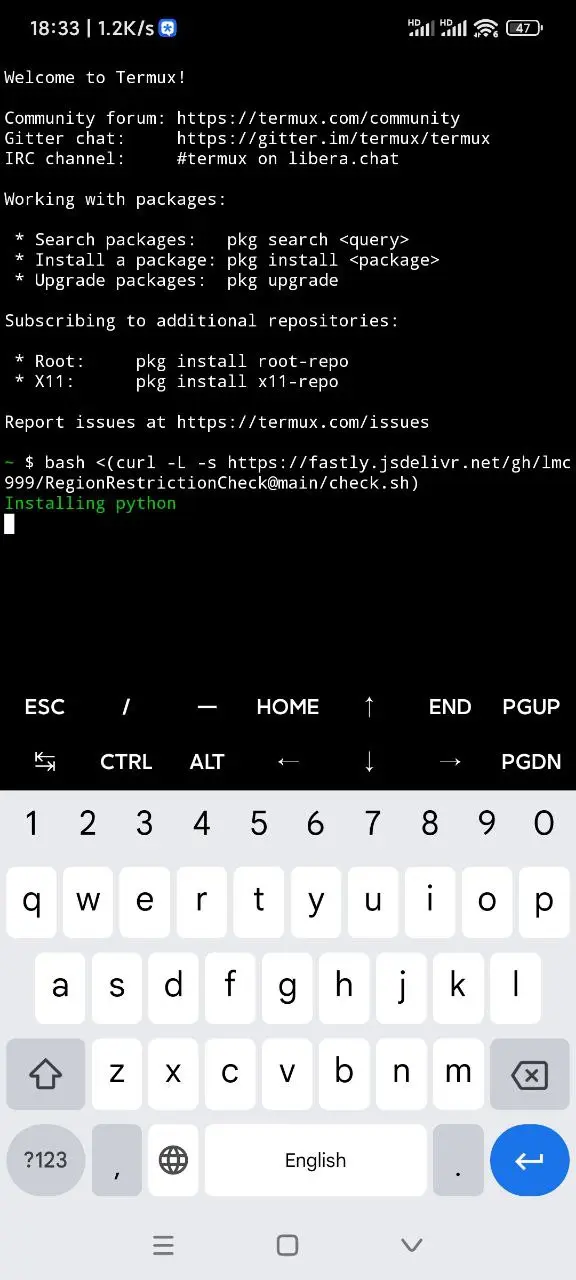 18:33 | 1.2K/s
HD HD 6 47
Welcome to Termux!
Community forum: https://termux.com/community
Gitter chat:     https://gitter.im/termux/termux
IRC channel:     #termux on libera.chat
Working with packages:
* Search packages:   pkg search <query>
* Install a package: pkg install <package>
* Upgrade packages:  pkg upgrade
Subscribing to additional repositories:
* Root:     pkg install root-repo
* X11:      pkg install x11-repo
Report issues at https://termux.com/issues
~ $ bash <(curl -L -s https://fastly.jsdelivr.net/gh/lmc
999/RegionRestrictionCheck@main/check.sh)
Installing python
ESC / — HOME ↑ END PGUP
↹ CTRL ALT ← ↓ → PGDN
1 2 3 4 5 6 7 8 9 0
q w e r t y u i o p
a s d f g h j k l
z x c v b n m
?123 , English .